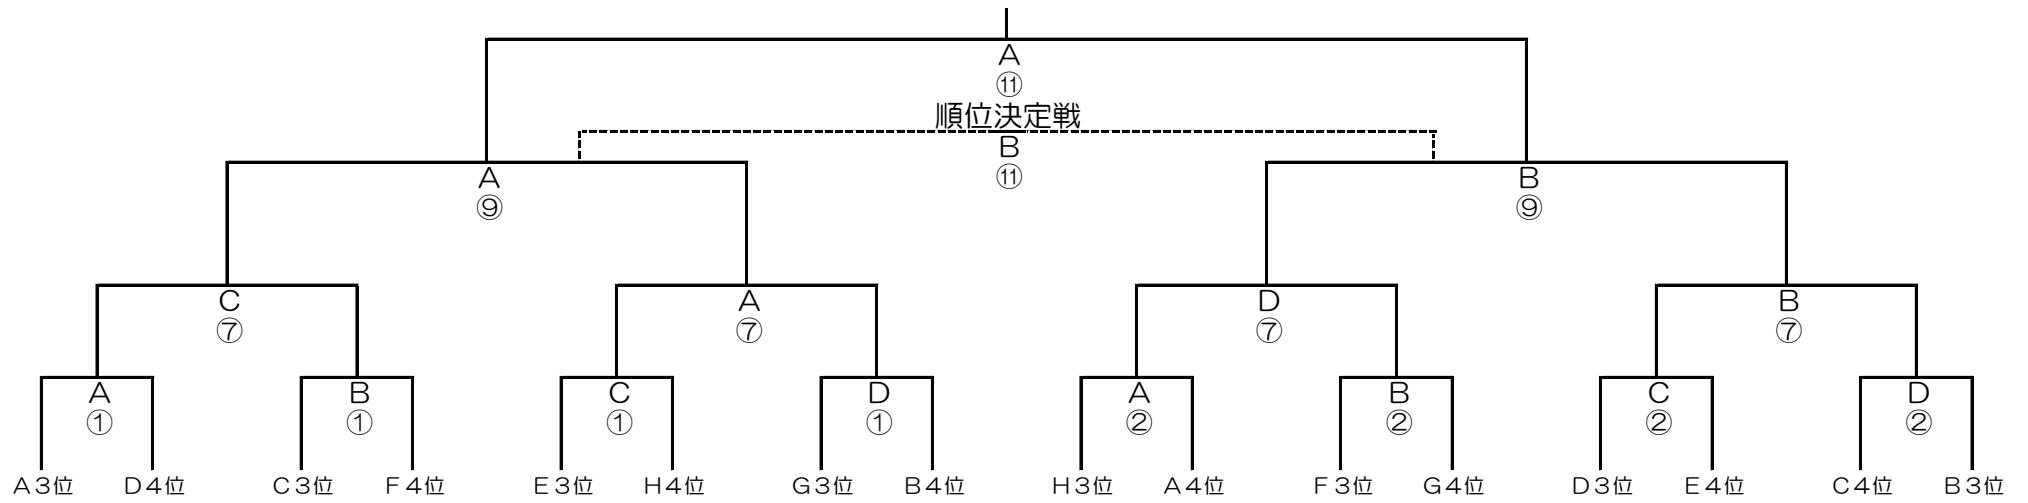 A
⑪
順位決定戦
B
⑪
A B
⑨ ⑨
C A D B
⑦ ⑦ ⑦ ⑦
A B C D A B C D
① ① ① ① ② ② ② ②
A3位 D4位 C3位 F4位 E3位 H4位 G3位 B4位 H3位 A4位 F3位 G4位 D3位 E4位 C4位 B3位